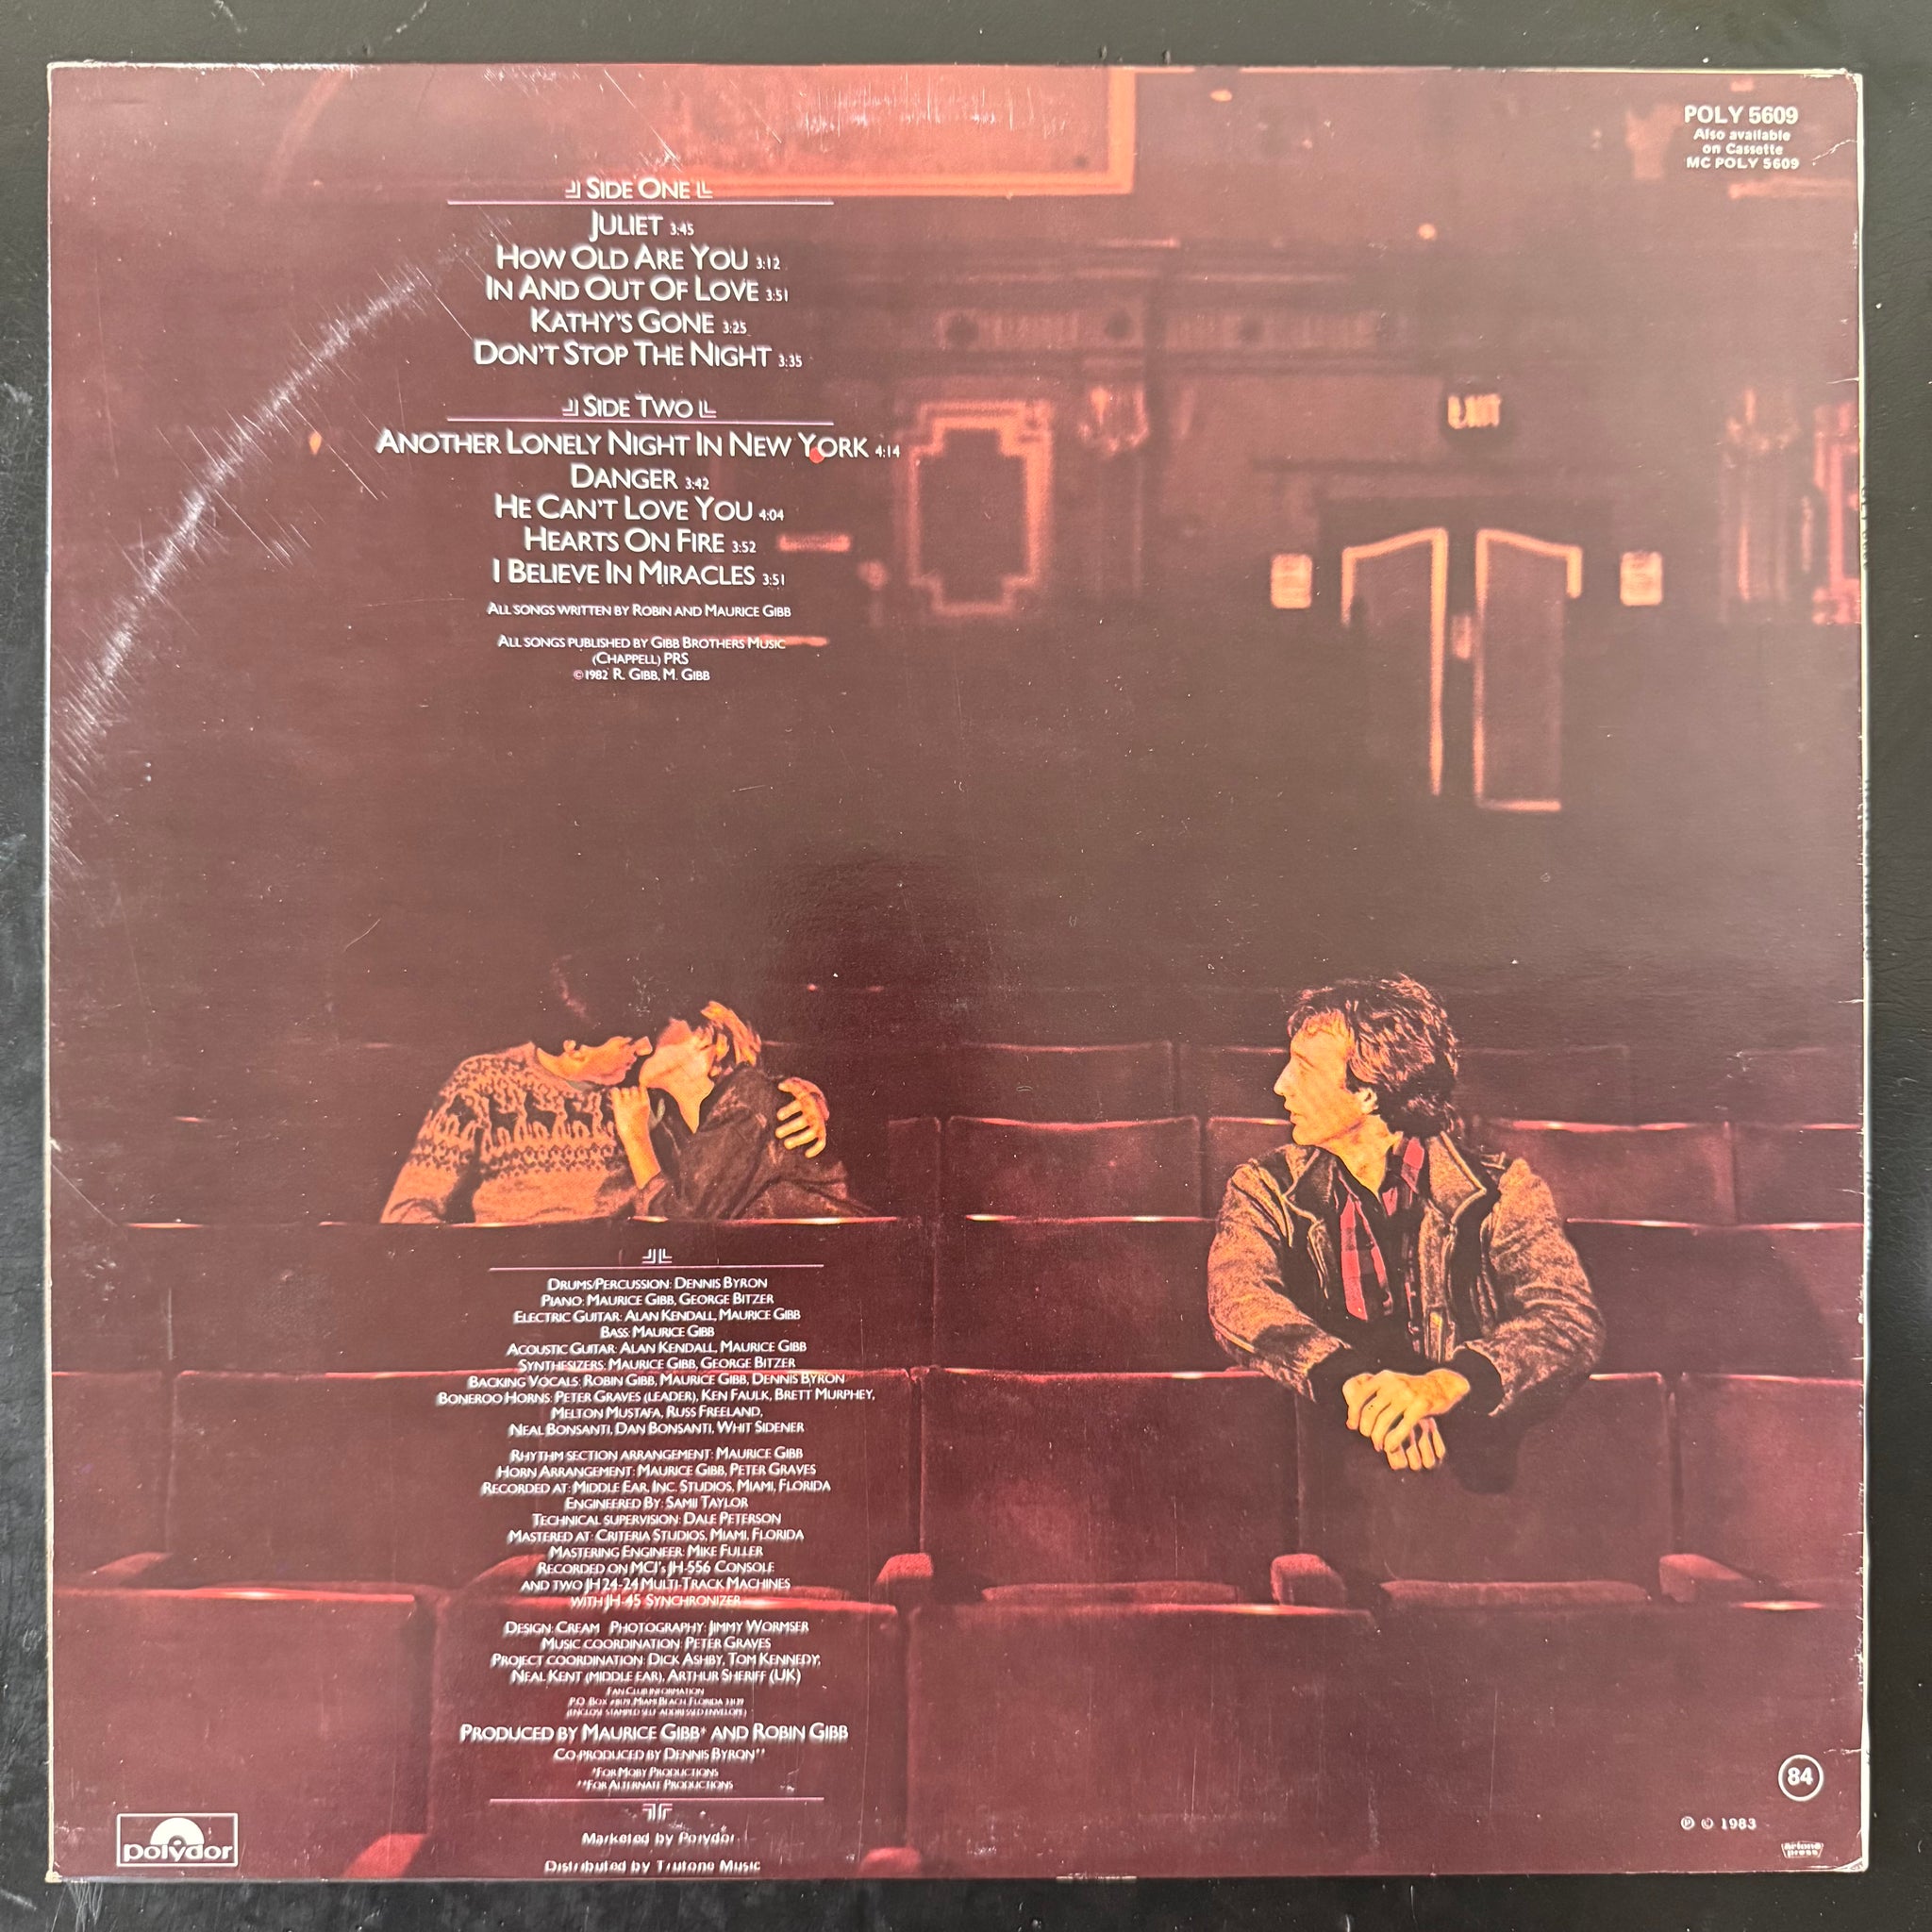 POLY 5609
Also available
on Cassette
MC POLY 5609
SIDE ONE
JULIET 3:45
HOW OLD ARE YOU 3:12
IN AND OUT OF LOVE 3:51
KATHY'S GONE 3:25
DON'T STOP THE NIGHT 3:35
SIDE TWO
ANOTHER LONELY NIGHT IN NEW YORK 4:14
DANGER 3:42
HE CAN'T LOVE YOU 4:04
HEARTS ON FIRE 3:52
I BELIEVE IN MIRACLES 3:51
ALL SONGS WRITTEN BY ROBIN AND MAURICE GIBB
ALL SONGS PUBLISHED BY GIBB BROTHERS MUSIC
(CHAPPELL) PRS
©1982 R. GIBB, M. GIBB
EXIT
DRUMS/PERCUSSION: DENNIS BYRON
PIANO: MAURICE GIBB, GEORGE BITZER
ELECTRIC GUITAR: ALAN KENDALL, MAURICE GIBB
BASS: MAURICE GIBB
ACOUSTIC GUITAR: ALAN KENDALL, MAURICE GIBB
SYNTHESIZERS: MAURICE GIBB, GEORGE BITZER
BACKING VOCALS: ROBIN GIBB, MAURICE GIBB, DENNIS BYRON
BONEROO HORNS: PETER GRAVES (LEADER), KEN FAULK, BRETT MURPHEY,
MELTON MUSTAFA, RUSS FREELAND,
NEAL BONSANTI, DAN BONSANTI, WHIT SIDENER
RHYTHM SECTION ARRANGEMENT: MAURICE GIBB
HORN ARRANGEMENT: MAURICE GIBB, PETER GRAVES
RECORDED AT: MIDDLE EAR, INC. STUDIOS, MIAMI, FLORIDA
ENGINEERED BY: SAMII TAYLOR
TECHNICAL SUPERVISION: DALE PETERSON
MASTERED AT: CRITERIA STUDIOS, MIAMI, FLORIDA
MASTERING ENGINEER: MIKE FULLER
RECORDED ON MCI's JH-556 CONSOLE
AND TWO JH 24-24 MULTI-TRACK MACHINES
WITH JH-45 SYNCHRONIZER
DESIGN: CREAM PHOTOGRAPHY: JIMMY WORMSER
MUSIC COORDINATION: PETER GRAVES
PROJECT COORDINATION: DICK ASHBY, TOM KENNEDY,
NEAL KENT (MIDDLE EAR), ARTHUR SHERIFF (UK)
FAN CLUB INFORMATION
P.O. BOX MIAMI BEACH, FLORIDA
(ENCLOSE STAMPED SELF ADDRESSED ENVELOPE)
PRODUCED BY MAURICE GIBB* AND ROBIN GIBB
CO-PRODUCED BY DENNIS BYRON**
*FOR MOBY PRODUCTIONS
**FOR ALTERNATE PRODUCTIONS
84
℗ © 1983
Marketed by Polydor
polydor
artone press
Distributed by Trutone Music